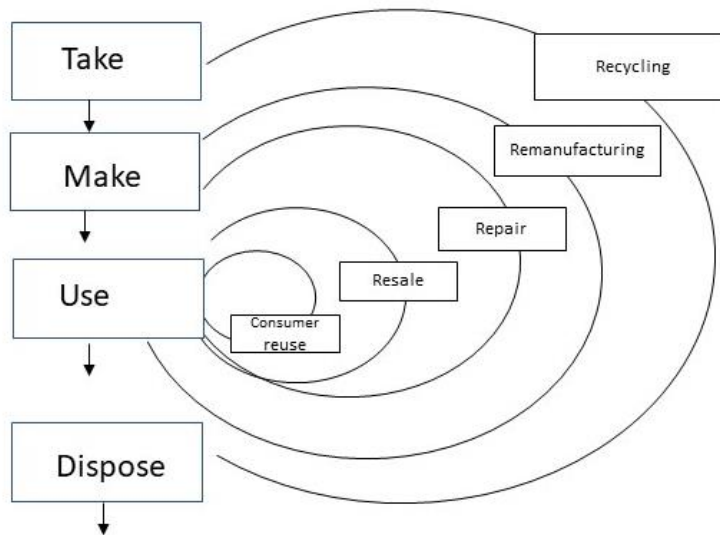 Take
Recycling
Make
Remanufacturing
Repair
Use
Resale
Consumer
reuse
Dispose